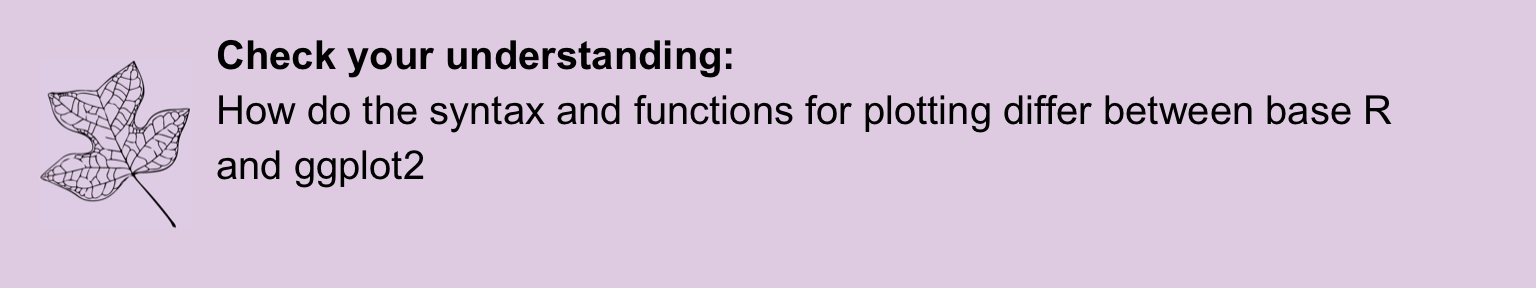 Check your understanding:
How do the syntax and functions for plotting differ between base R
and ggplot2